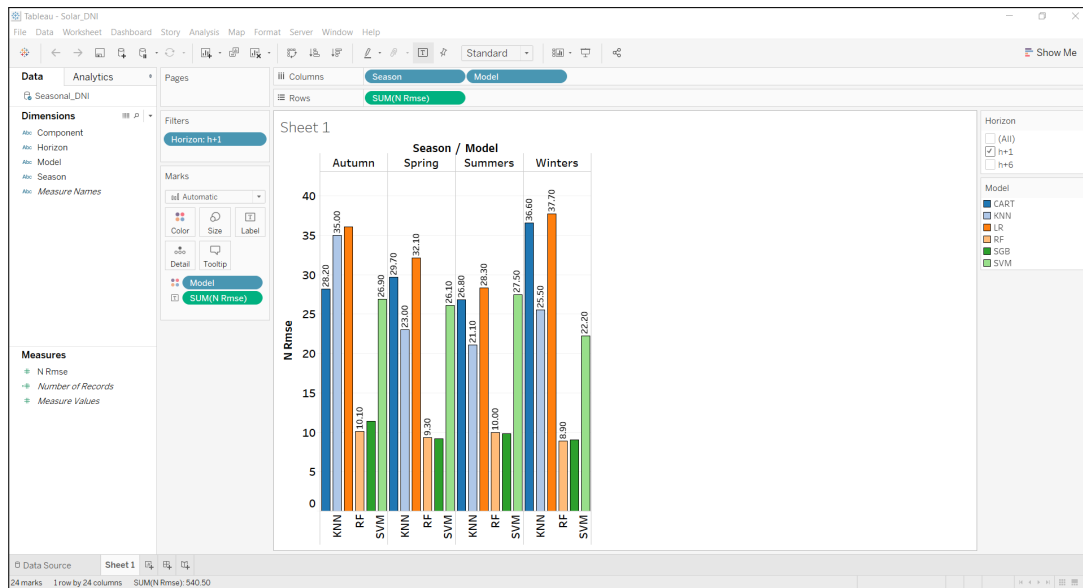 Tableau - Solar_DNI
File Data Worksheet Dashboard Story Analysis Map Format Server Window Help
Standard
Show Me
Data Analytics
Seasonal_DNI
Dimensions
Abc Component
Abc Horizon
Abc Model
Abc Season
Abc Measure Names
Measures
# N Rmse
Number of Records
# Measure Values
Pages
Filters
Horizon: h+1
Marks
Automatic
Color Size Label
Detail Tooltip
Model
SUM(N Rmse)
Columns Season Model
Rows SUM(N Rmse)
Sheet 1
Season / Model
Autumn Spring Summers Winters
N Rmse
40
35
30
25
20
15
10
5
0
28.20 35.00 10.10 26.90 29.70 23.00 32.10 9.30 26.10 26.80 21.10 28.30 10.00 27.50 36.60 25.50 37.70 8.90 22.20
KNN RF SVM KNN RF SVM KNN RF SVM KNN RF SVM
Horizon
(All)
h+1
h+6
Model
CART
KNN
LR
RF
SGB
SVM
Data Source Sheet 1
24 marks 1 row by 24 columns SUM(N Rmse): 540.50